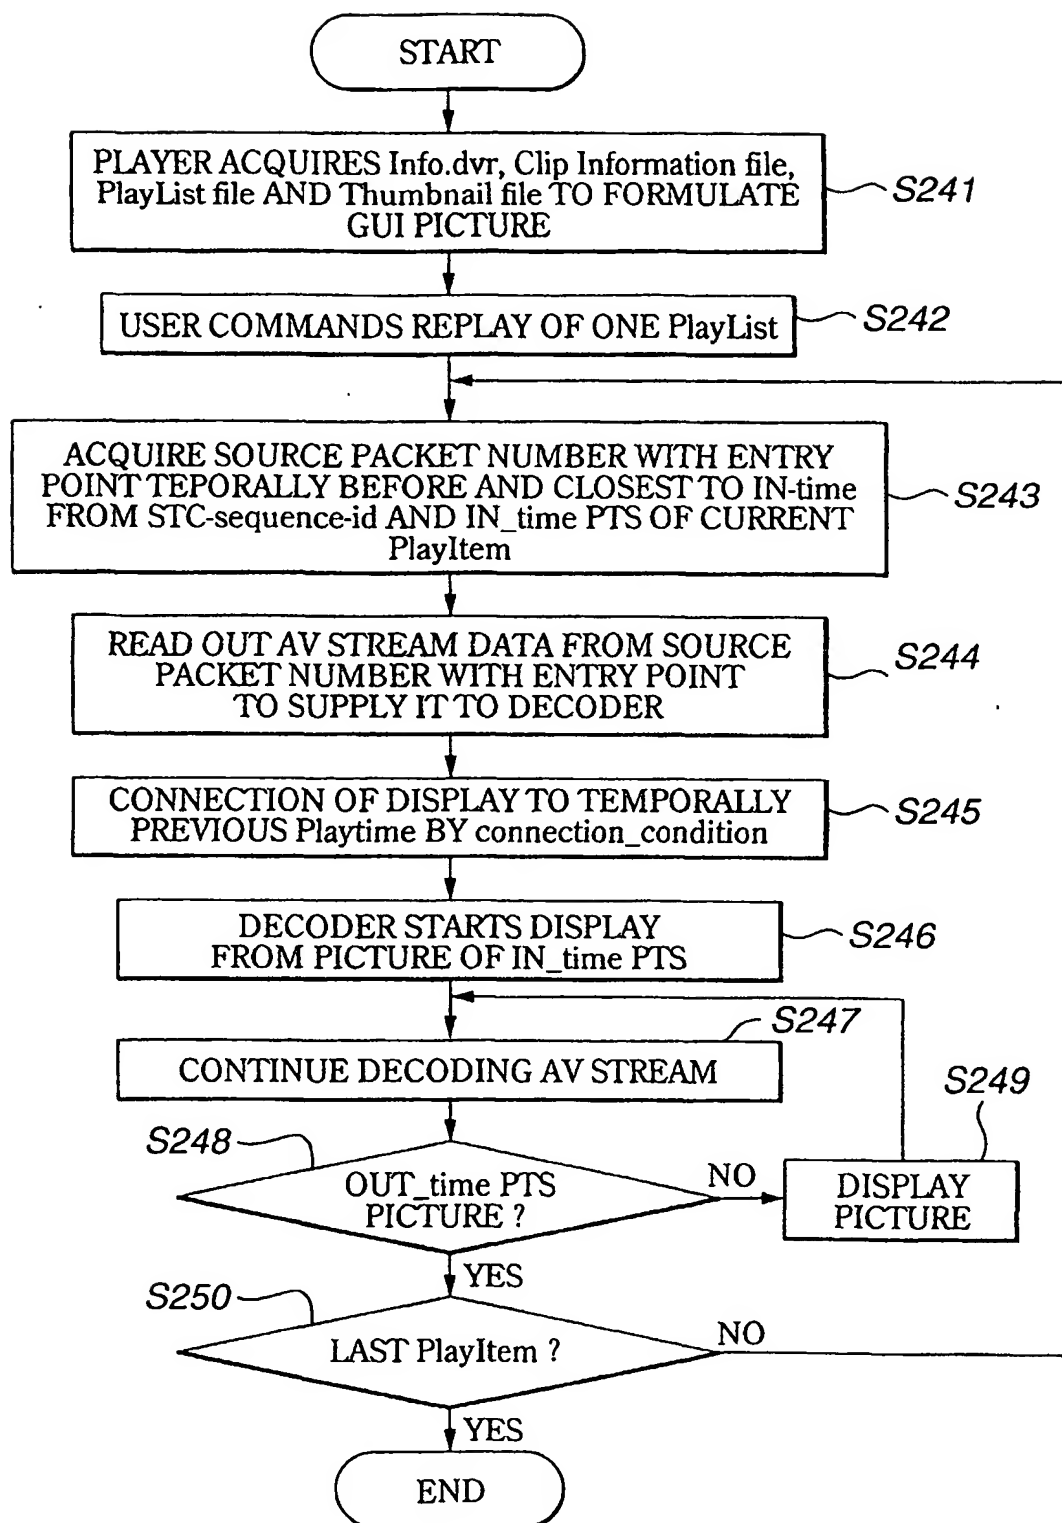 START
PLAYER ACQUIRES Info.dvr, Clip Information file,
PlayList file AND Thumbnail file TO FORMULATE
GUI PICTURE
S241
USER COMMANDS REPLAY OF ONE PlayList
S242
ACQUIRE SOURCE PACKET NUMBER WITH ENTRY
POINT TEPORALLY BEFORE AND CLOSEST TO IN-time
FROM STC-sequence-id AND IN_time PTS OF CURRENT
PlayItem
S243
READ OUT AV STREAM DATA FROM SOURCE
PACKET NUMBER WITH ENTRY POINT
TO SUPPLY IT TO DECODER
S244
CONNECTION OF DISPLAY TO TEMPORALLY
PREVIOUS Playtime BY connection_condition
S245
DECODER STARTS DISPLAY
FROM PICTURE OF IN_time PTS
S246
S247
CONTINUE DECODING AV STREAM
S248
OUT_time PTS
PICTURE ?
NO
S249
DISPLAY
PICTURE
YES
S250
LAST PlayItem ?
NO
YES
END